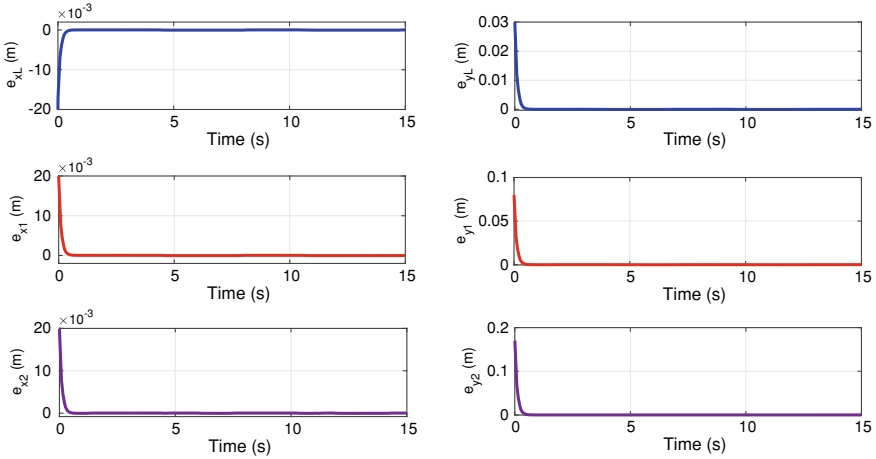 ×10⁻³
0
-10
-20
e_xL (m)
0 5 10 15
Time (s)
0.03
0.02
0.01
0
e_yL (m)
0 5 10 15
Time (s)
×10⁻³
20
10
0
e_x1 (m)
0 5 10 15
Time (s)
0.1
0.05
0
e_y1 (m)
0 5 10 15
Time (s)
×10⁻³
20
10
0
e_x2 (m)
0 5 10 15
Time (s)
0.2
0.1
0
e_y2 (m)
0 5 10 15
Time (s)